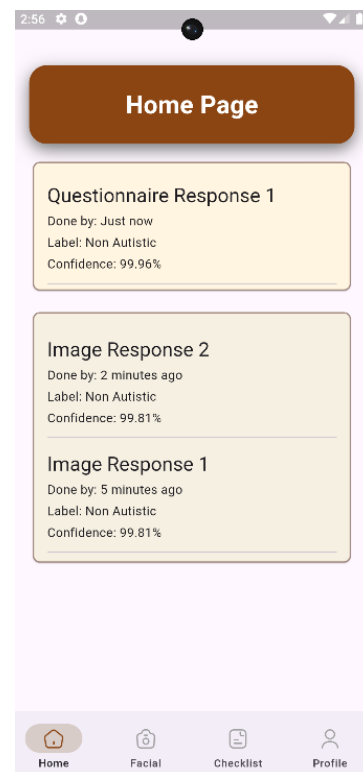 2:56
Home Page
Questionnaire Response 1
Done by: Just now
Label: Non Autistic
Confidence: 99.96%
Image Response 2
Done by: 2 minutes ago
Label: Non Autistic
Confidence: 99.81%
Image Response 1
Done by: 5 minutes ago
Label: Non Autistic
Confidence: 99.81%
Home Facial Checklist Profile